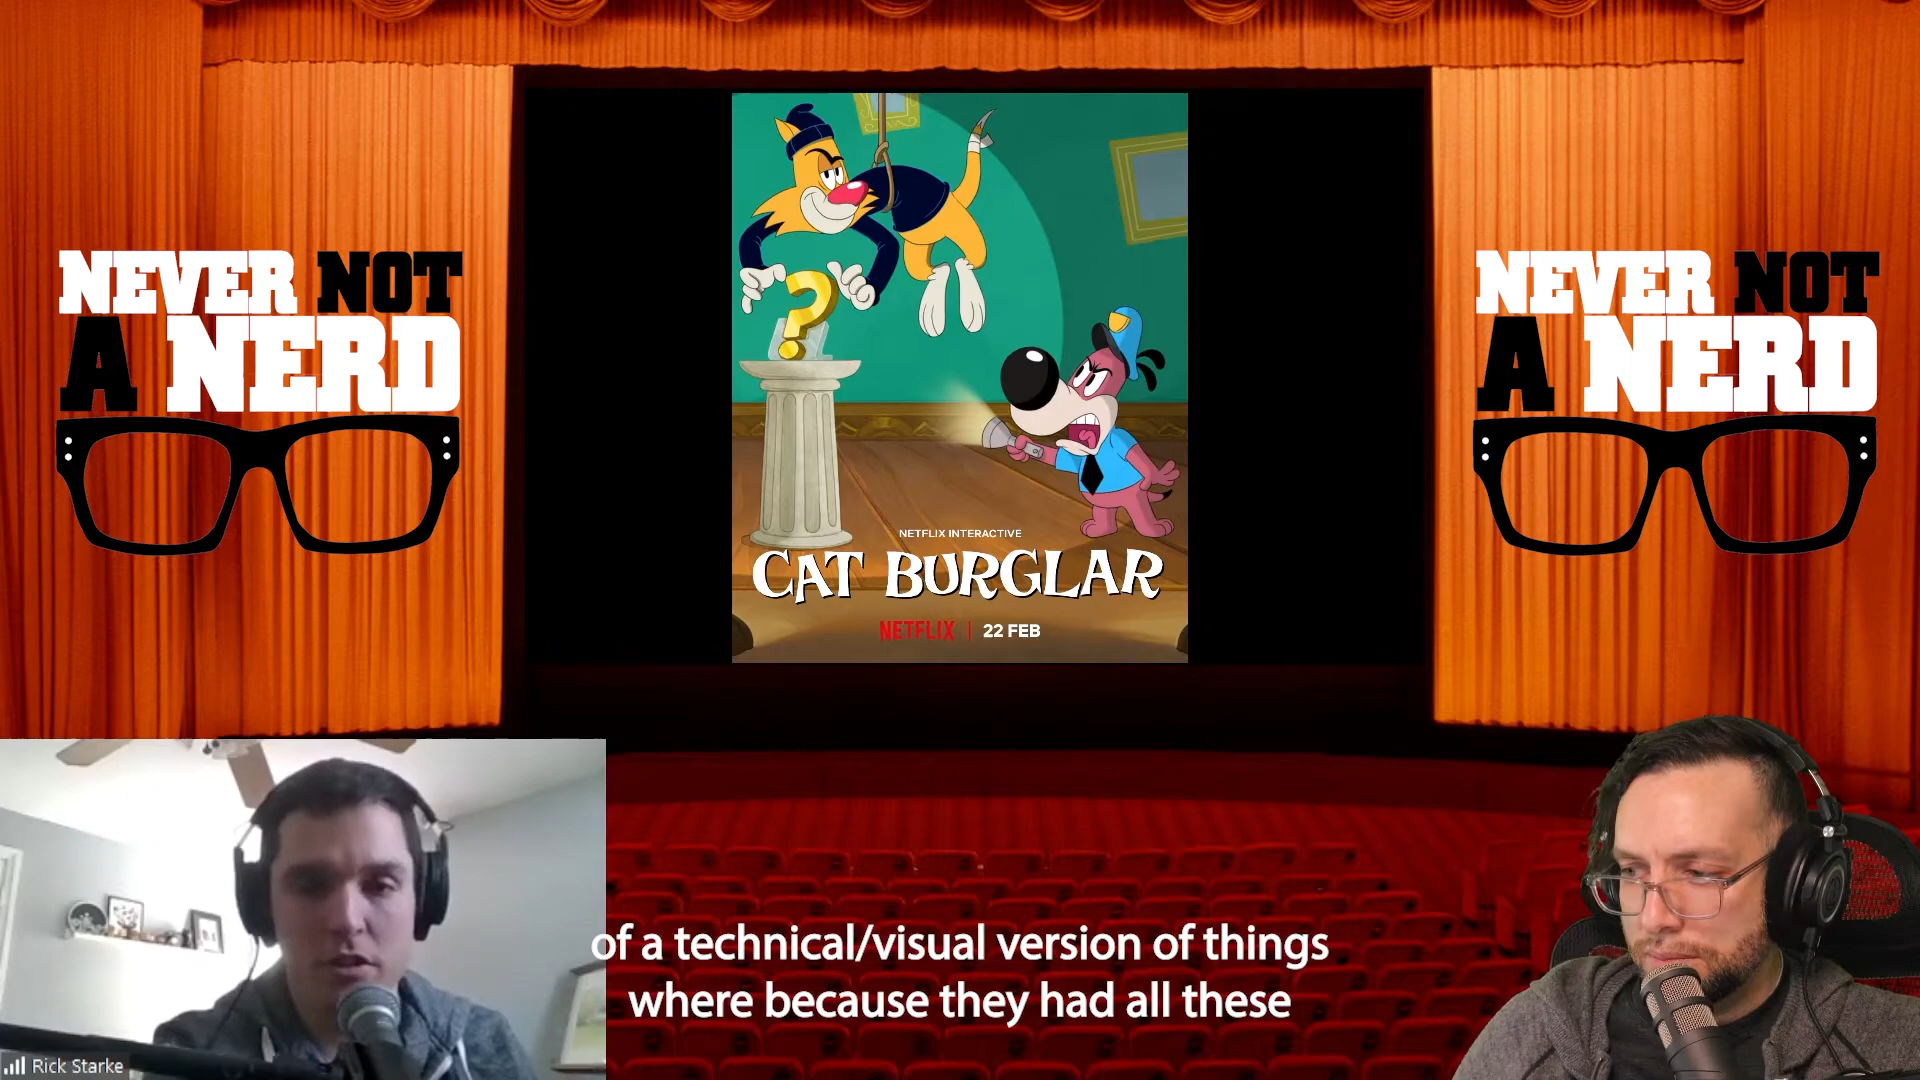 NEVER NOT
A NERD
NETFLIX INTERACTIVE
CAT BURGLAR
NETFLIX | 22 FEB
NEVER NOT
A NERD
Rick Starke
of a technical/visual version of things
where because they had all these